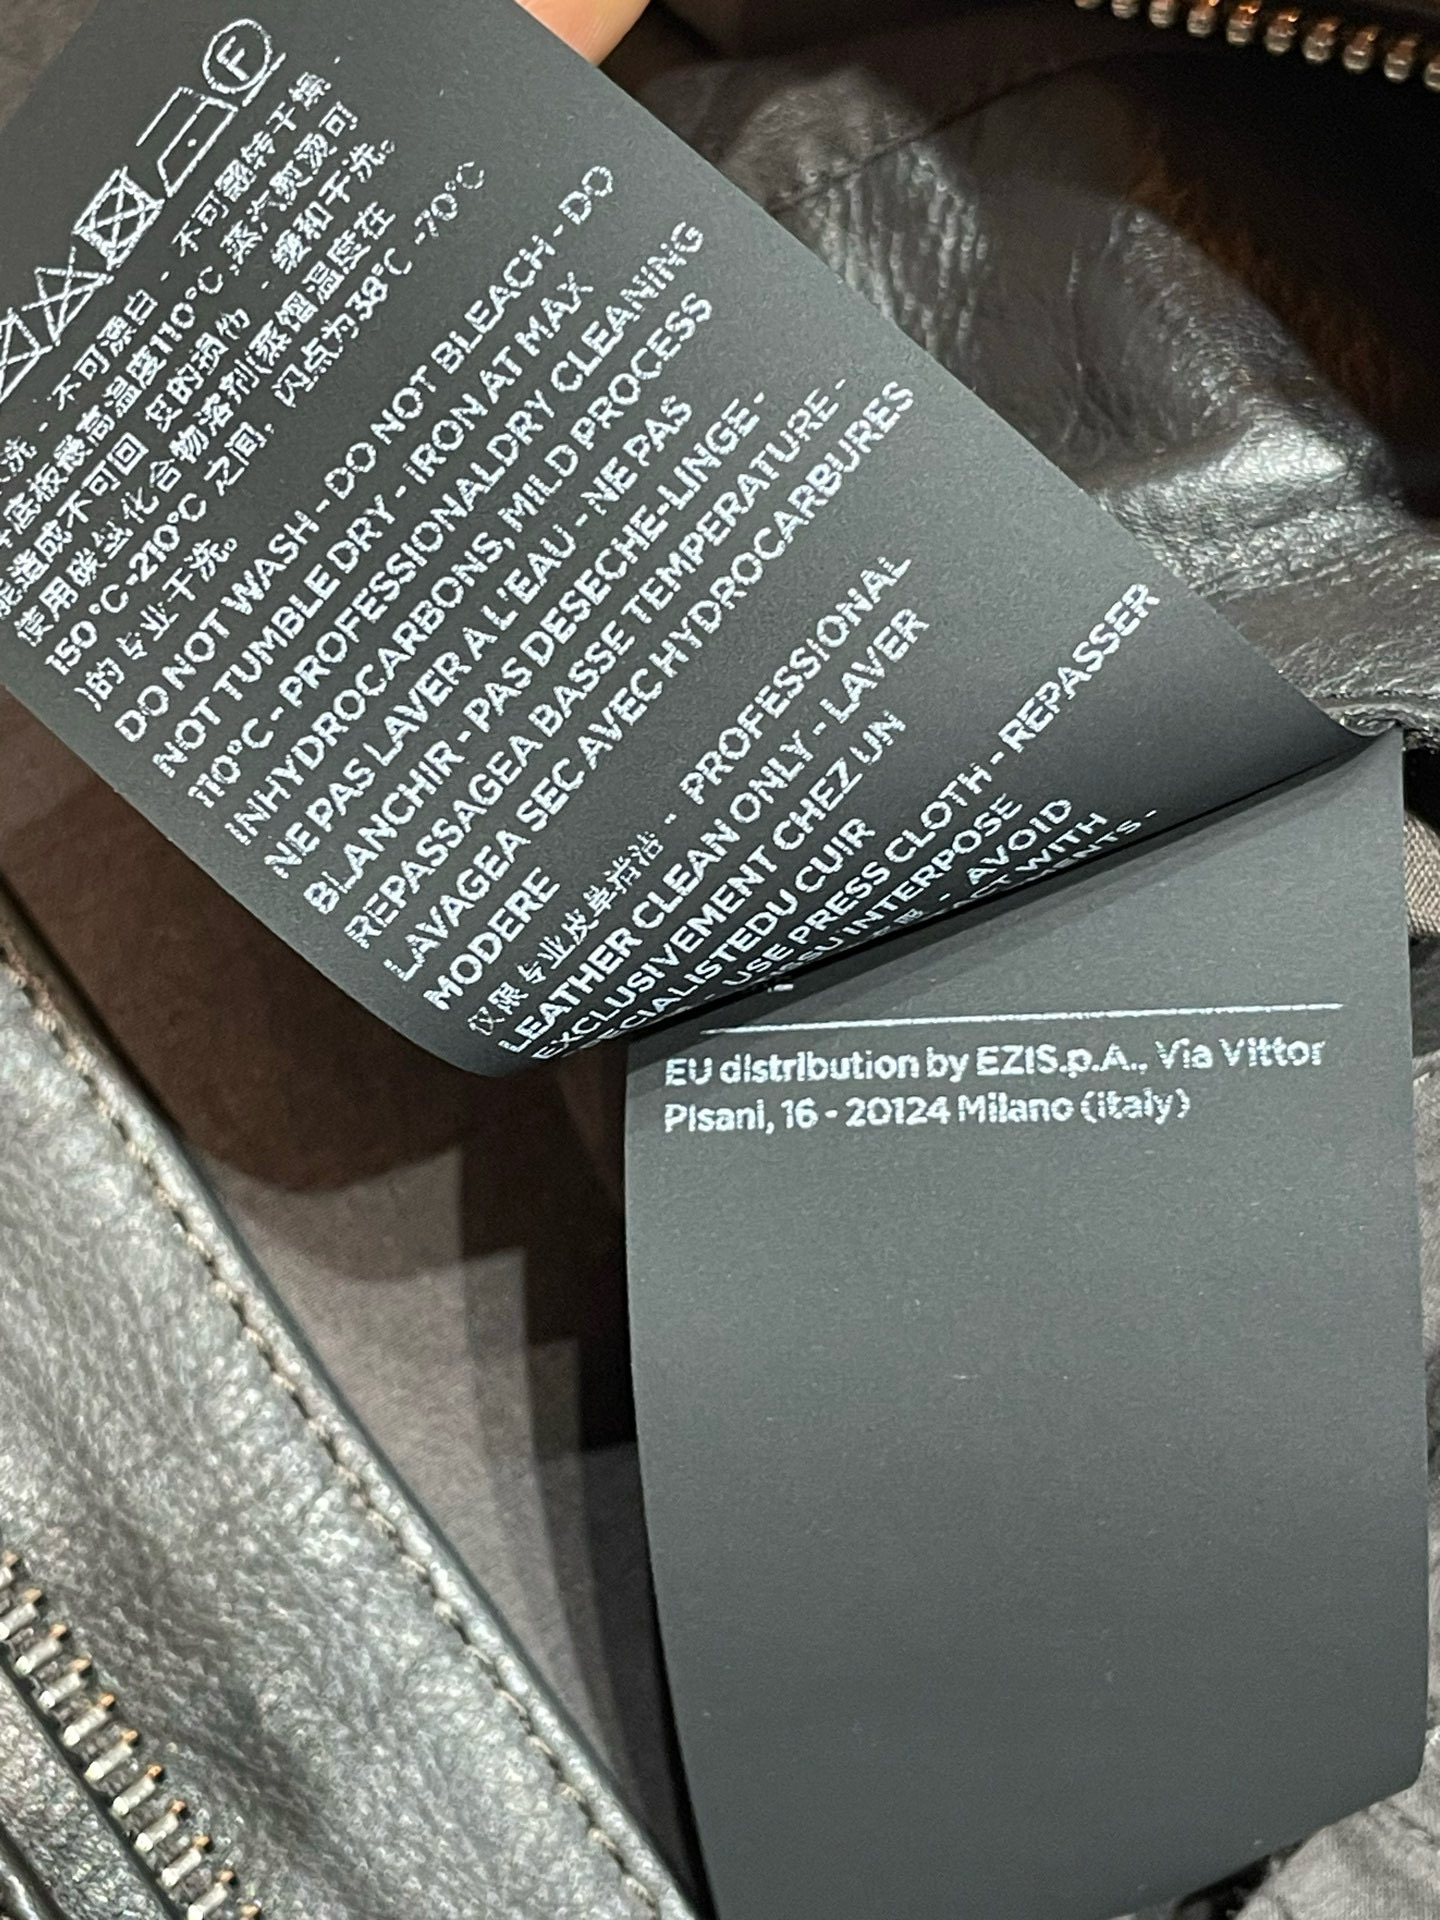 F
洗 - 不可漂白 - 不可翻转干燥 -
底板最高温度110°C, 蒸汽熨烫可
能造成不可回复的损伤 - 缓和干洗。
使用碳氢化合物溶剂(蒸馏温度在
150°C-210°C 之间, 闪点为38°C -70°C
)的专业干洗。
DO NOT WASH - DO NOT BLEACH - DO
NOT TUMBLE DRY - IRON AT MAX
110°C - PROFESSIONALDRY CLEANING
INHYDROCARBONS, MILD PROCESS
NE PAS LAVER A L'EAU - NE PAS
BLANCHIR - PAS DESECHE-LINGE -
REPASSAGEA BASSE TEMPERATURE -
LAVAGEA SEC AVEC HYDROCARBURES
MODERE
仅限专业皮革清洁 - PROFESSIONAL
LEATHER CLEAN ONLY - LAVER
EXCLUSIVEMENT CHEZ UN
SPECIALISTEDU CUIR
- USE PRESS CLOTH - REPASSER
TISSU INTERPOSE
- AVOID
WITH
EU distribution by EZIS.p.A., Via Vittor
Pisani, 16 - 20124 Milano (Italy)